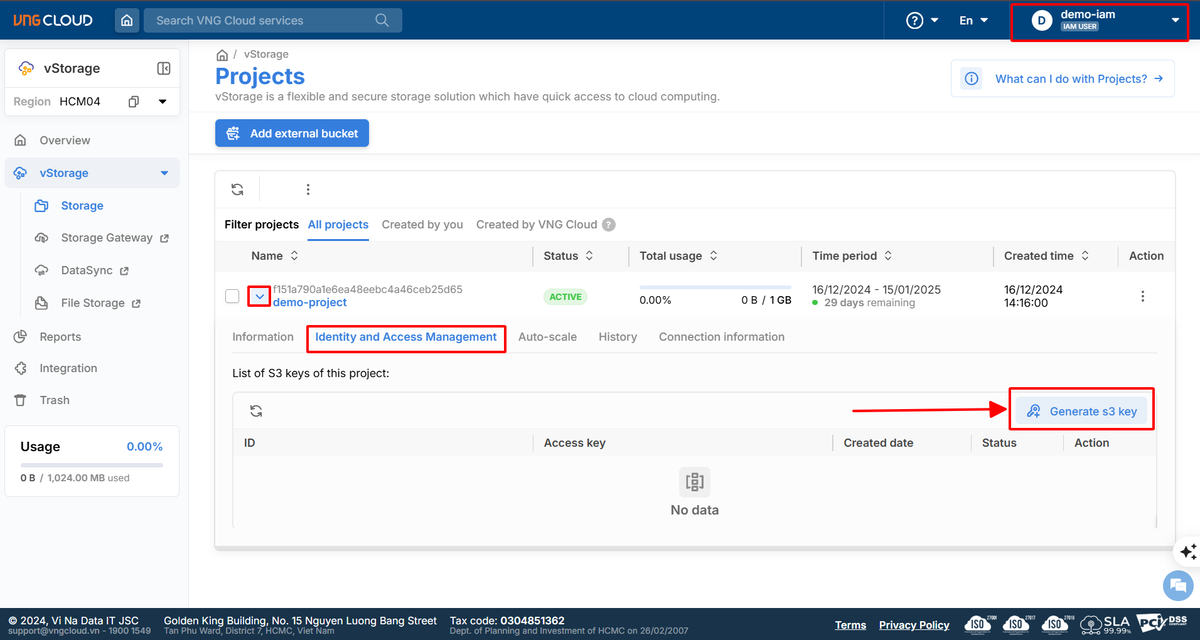 VNG CLOUD
Search VNG Cloud services
En
D
demo-iam
IAM USER
vStorage
Region HCM04
Overview
vStorage
Storage
Storage Gateway
DataSync
File Storage
Reports
Integration
Trash
Usage 0.00%
0 B / 1,024.00 MB used
/ vStorage
Projects
vStorage is a flexible and secure storage solution which have quick access to cloud computing.
What can I do with Projects?
Add external bucket
Filter projects All projects Created by you Created by VNG Cloud ?
Name Status Total usage Time period Created time Action
f151a790a1e6ea48eebc4a46ceb25d65
demo-project
ACTIVE
0.00% 0 B / 1 GB
16/12/2024 - 15/01/2025
29 days remaining
16/12/2024
14:16:00
Information Identity and Access Management Auto-scale History Connection information
List of S3 keys of this project:
Generate s3 key
ID Access key Created date Status Action
No data
© 2024, Vi Na Data IT JSC
support@vngcloud.vn - 1900 1549
Golden King Building, No. 15 Nguyen Luong Bang Street
Tan Phu Ward, District 7, HCMC, Viet Nam
Tax code: 0304851362
Dept. of Planning and Investment of HCMC on 26/02/2007
Terms Privacy Policy
ISO ISO ISO
SLA
99.99%
PCI DSS